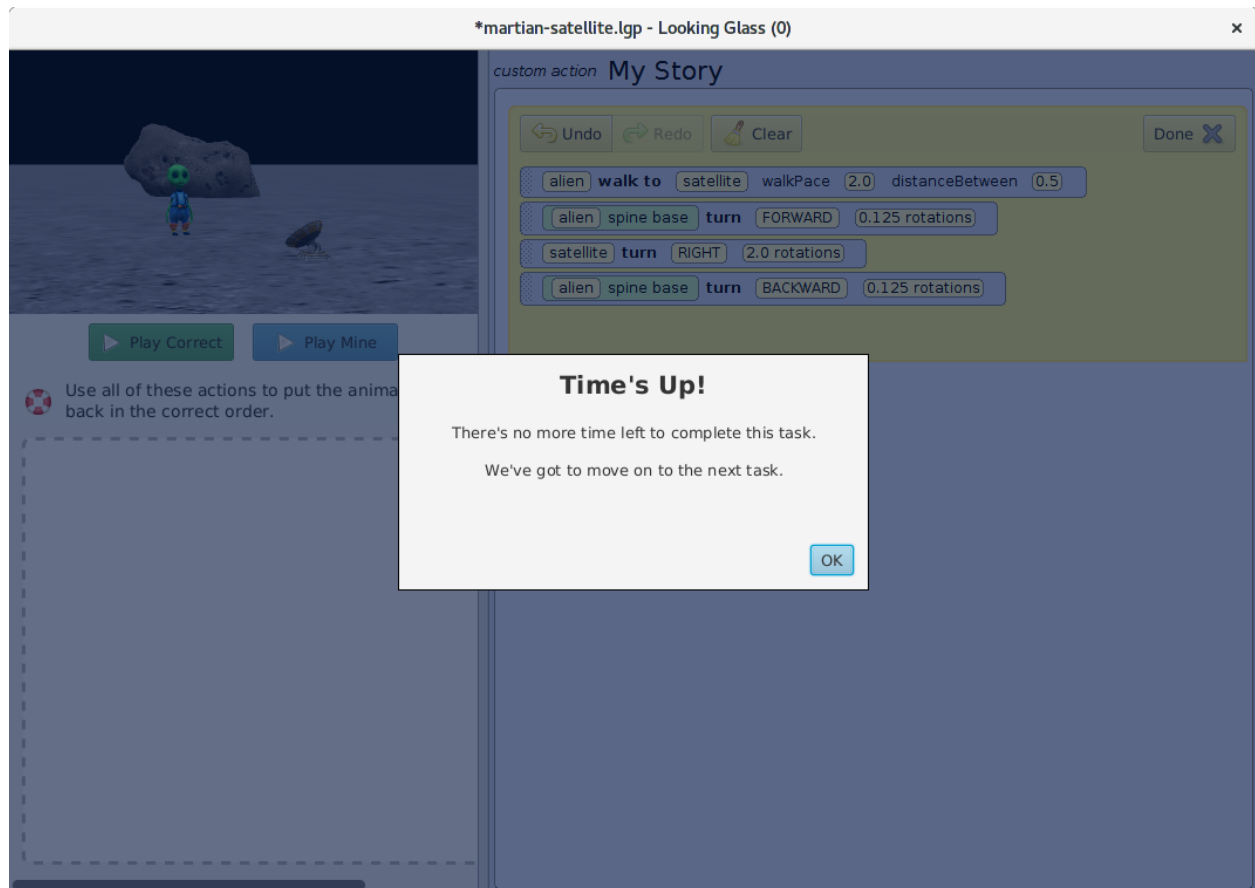 *martian-satellite.lgp - Looking Glass (0)
custom action My Story
Undo Redo Clear Done
alien walk to satellite walkPace 2.0 distanceBetween 0.5
alien spine base turn FORWARD 0.125 rotations
satellite turn RIGHT 2.0 rotations
alien spine base turn BACKWARD 0.125 rotations
Play Correct Play Mine
Use all of these actions to put the anima
back in the correct order.
Time's Up!
There's no more time left to complete this task.
We've got to move on to the next task.
OK